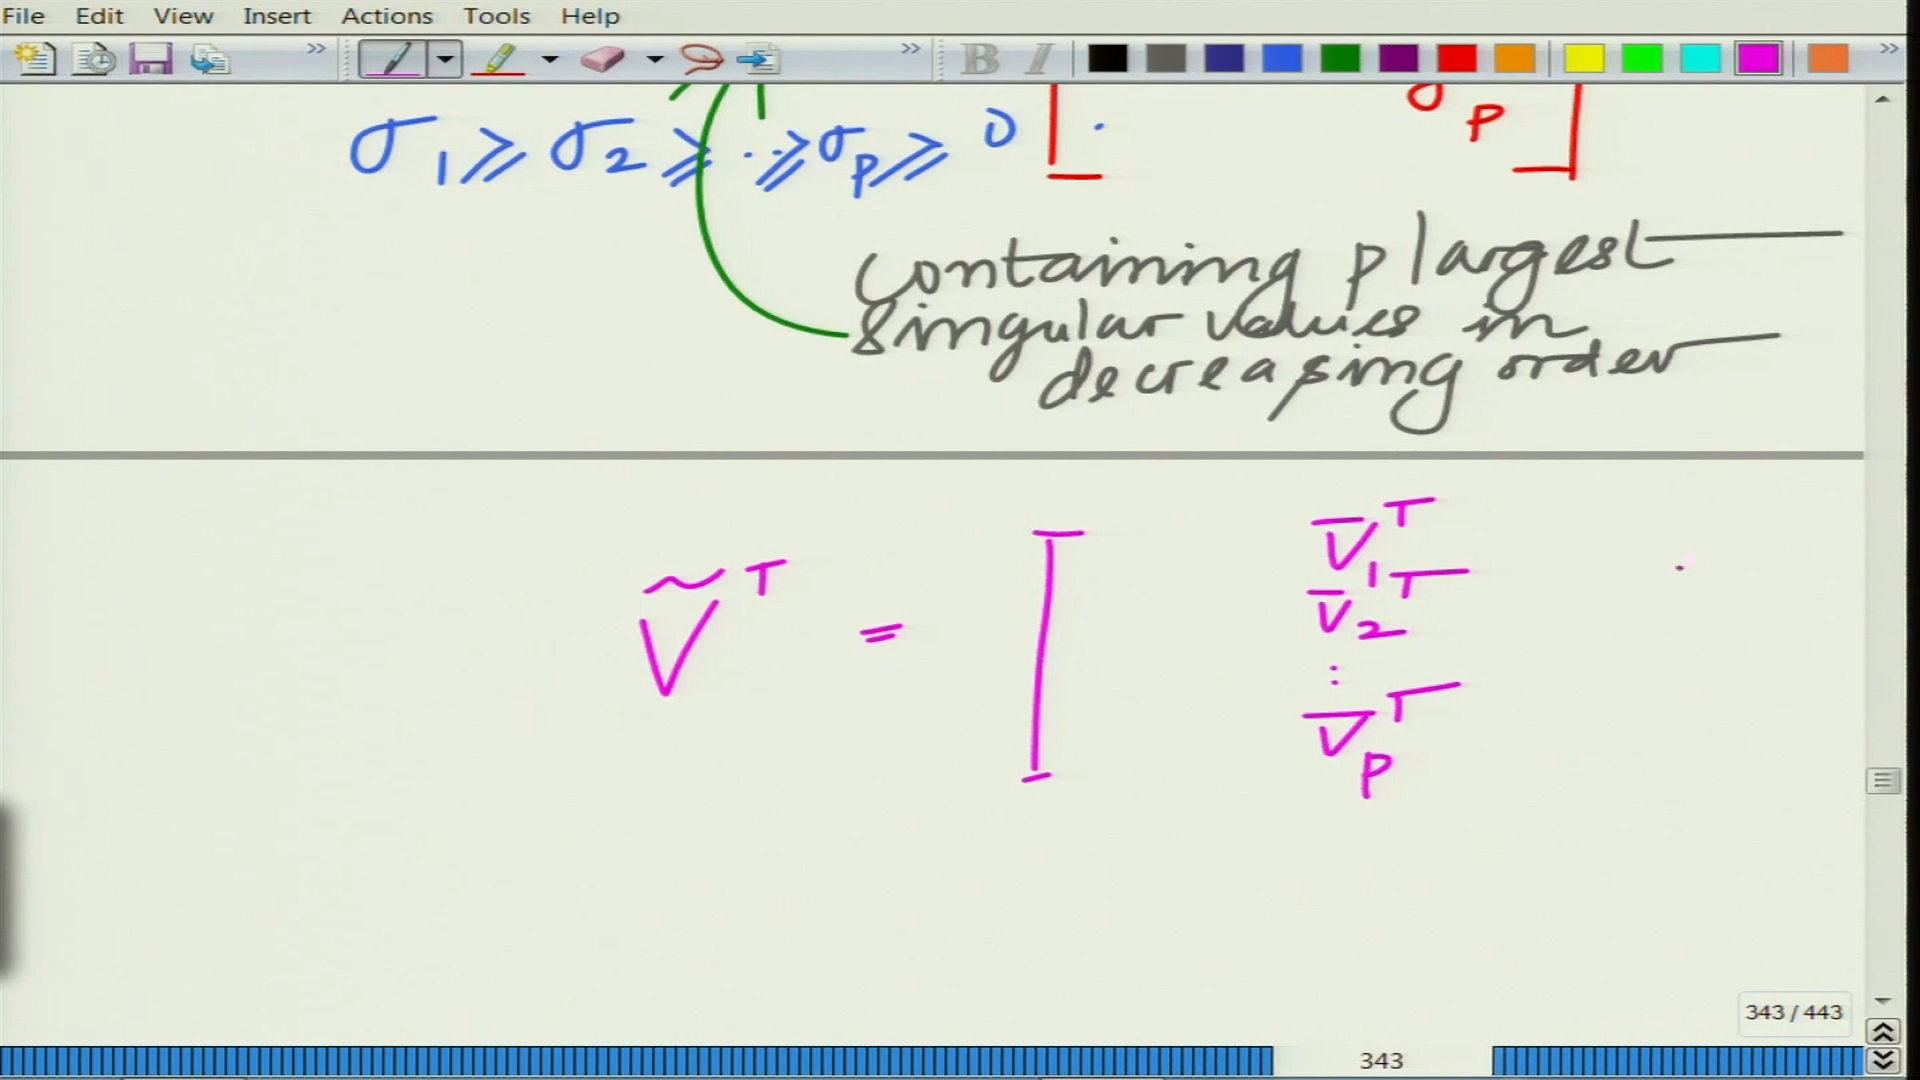 File Edit View Insert Actions Tools Help
B I
σ1 ≥ σ2 ≥ ... ≥ σp ≥ 0
σp
containing p largest
singular values in
decreasing order
Ṽ^T = [ V̄1^T
V̄2^T
⋮
V̄p^T
343 / 443
343